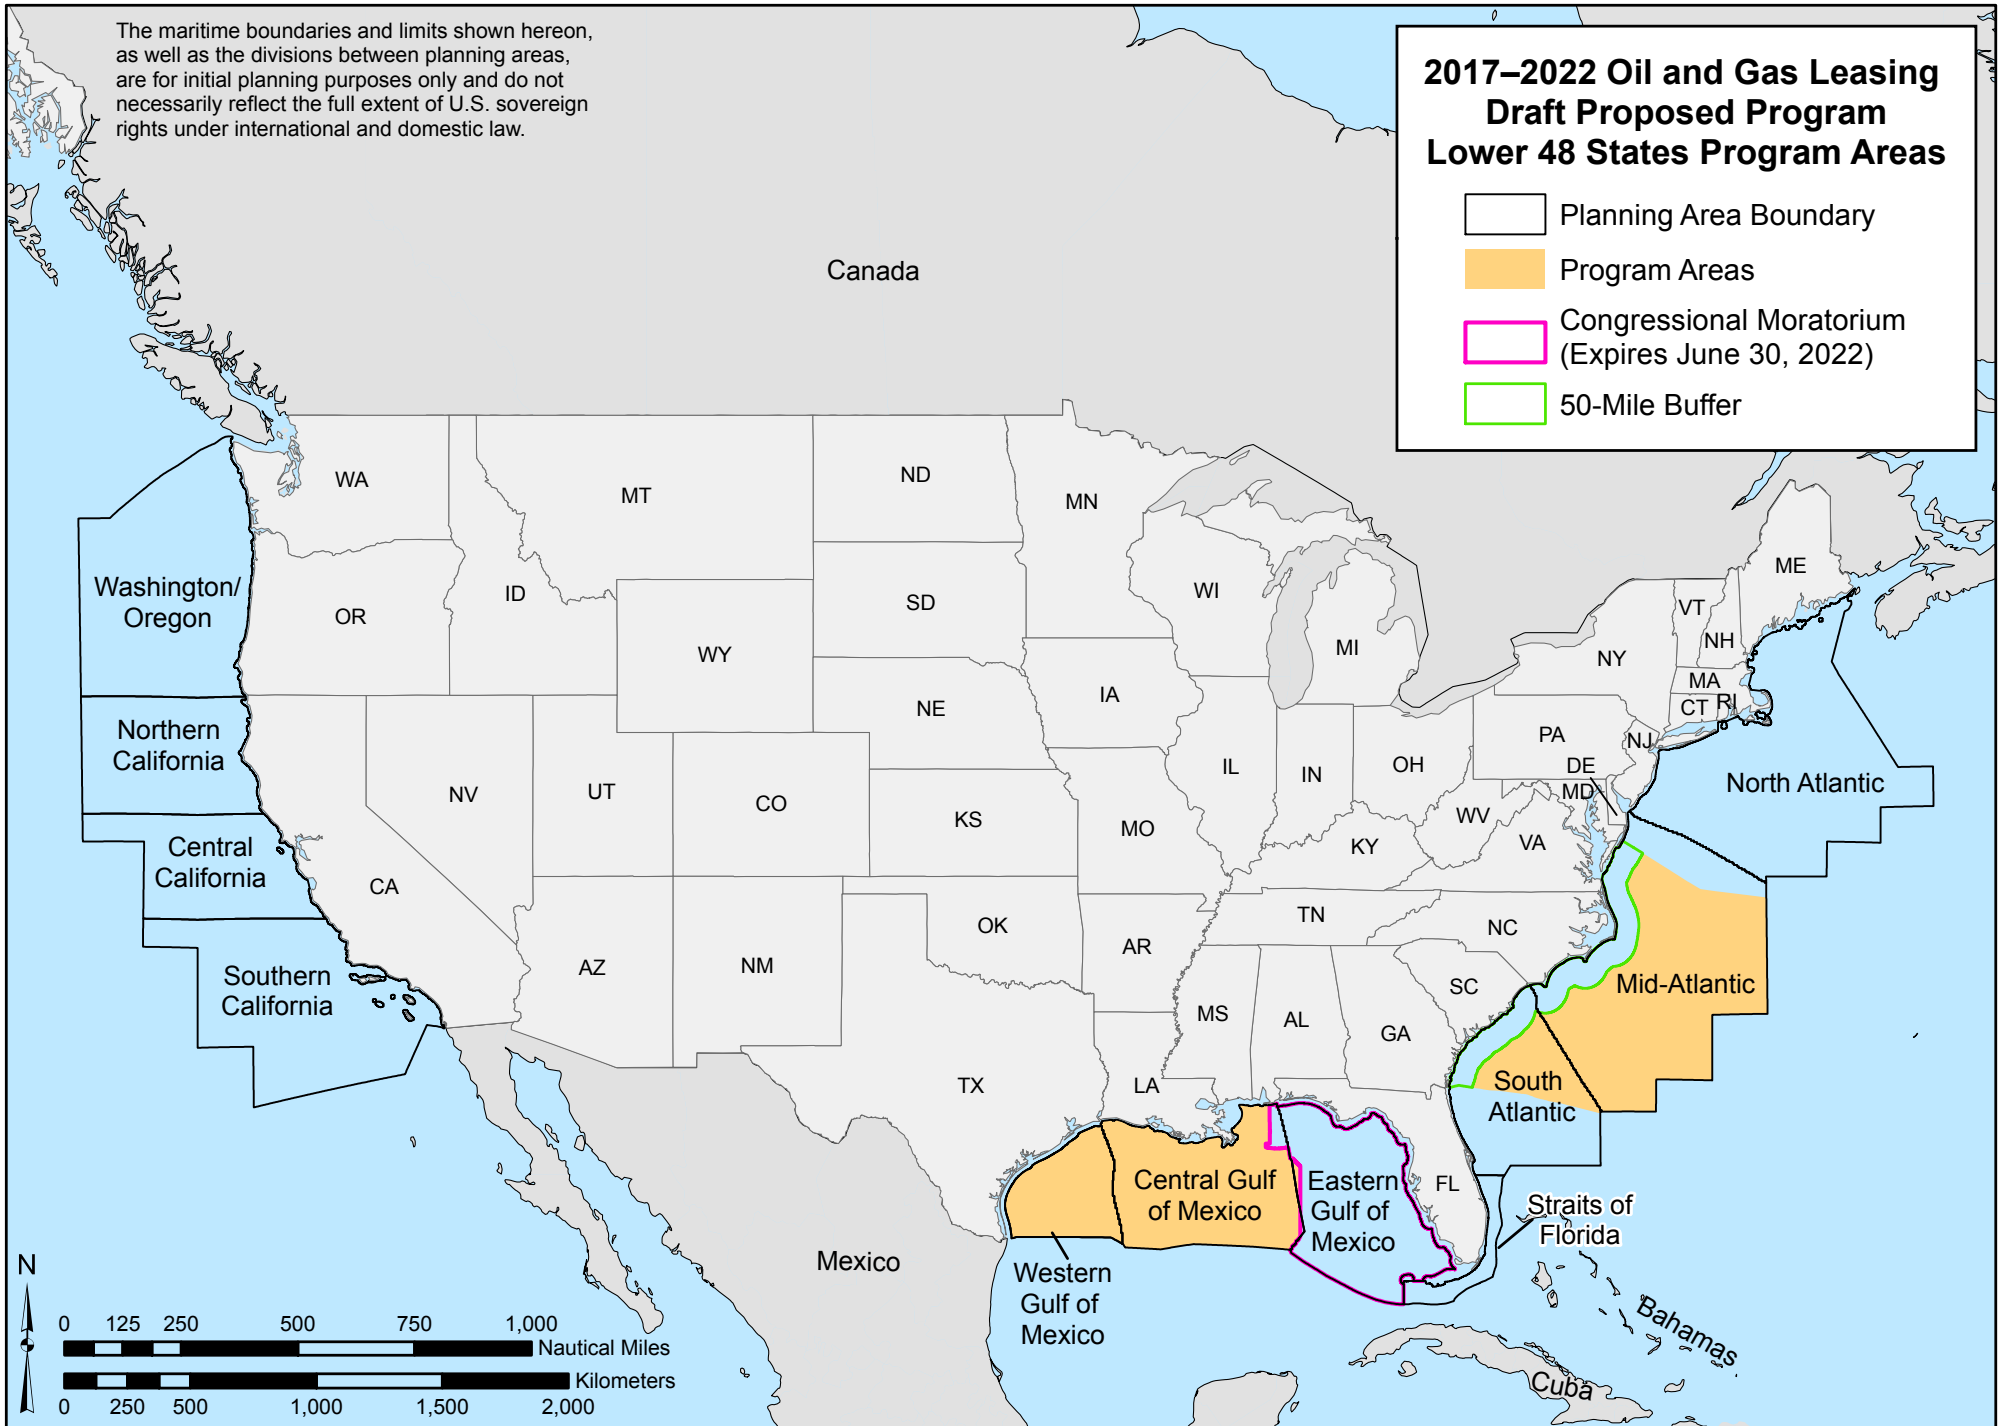 The maritime boundaries and limits shown hereon,
as well as the divisions between planning areas,
are for initial planning purposes only and do not
necessarily reflect the full extent of U.S. sovereign
rights under international and domestic law.
2017–2022 Oil and Gas Leasing
Draft Proposed Program
Lower 48 States Program Areas
Planning Area Boundary
Program Areas
Congressional Moratorium
(Expires June 30, 2022)
50-Mile Buffer
Canada
WA
MT
ND
MN
ME
Washington/
Oregon
OR
ID
SD
WI
VT
NH
WY
MI
NY
MA
CT
RI
Northern
California
NE
IA
PA
NJ
NV
UT
CO
IL
IN
OH
DE
MD
North Atlantic
KS
MO
WV
VA
KY
Central
California
CA
TN
NC
OK
AR
AZ
NM
SC
Mid-Atlantic
Southern
California
MS
AL
GA
TX
LA
South
Atlantic
Central Gulf
of Mexico
Eastern
Gulf of
Mexico
FL
Straits of
Florida
Mexico
Western
Gulf of
Mexico
Bahamas
Cuba
N
0 125 250 500 750 1,000
Nautical Miles
Kilometers
0 250 500 1,000 1,500 2,000